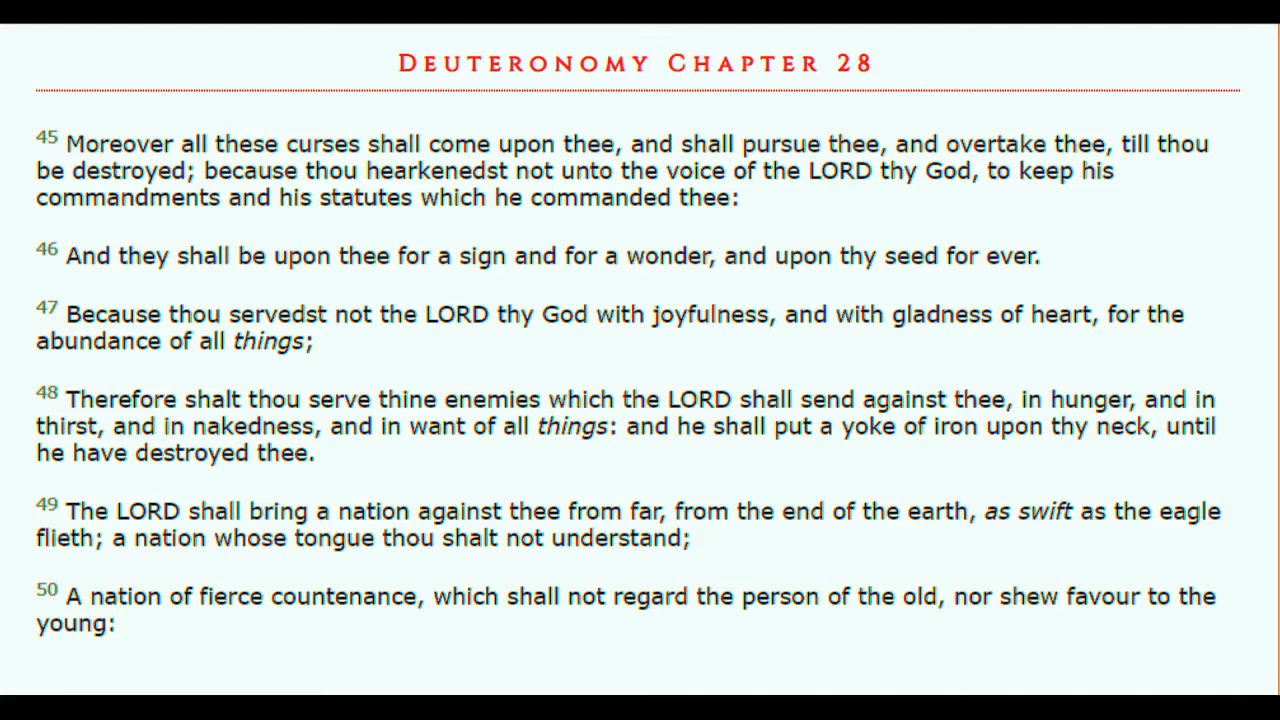 Deuteronomy Chapter 28
45 Moreover all these curses shall come upon thee, and shall pursue thee, and overtake thee, till thou
be destroyed; because thou hearkenedst not unto the voice of the LORD thy God, to keep his
commandments and his statutes which he commanded thee:
46 And they shall be upon thee for a sign and for a wonder, and upon thy seed for ever.
47 Because thou servedst not the LORD thy God with joyfulness, and with gladness of heart, for the
abundance of all things;
48 Therefore shalt thou serve thine enemies which the LORD shall send against thee, in hunger, and in
thirst, and in nakedness, and in want of all things: and he shall put a yoke of iron upon thy neck, until
he have destroyed thee.
49 The LORD shall bring a nation against thee from far, from the end of the earth, as swift as the eagle
flieth; a nation whose tongue thou shalt not understand;
50 A nation of fierce countenance, which shall not regard the person of the old, nor shew favour to the
young: